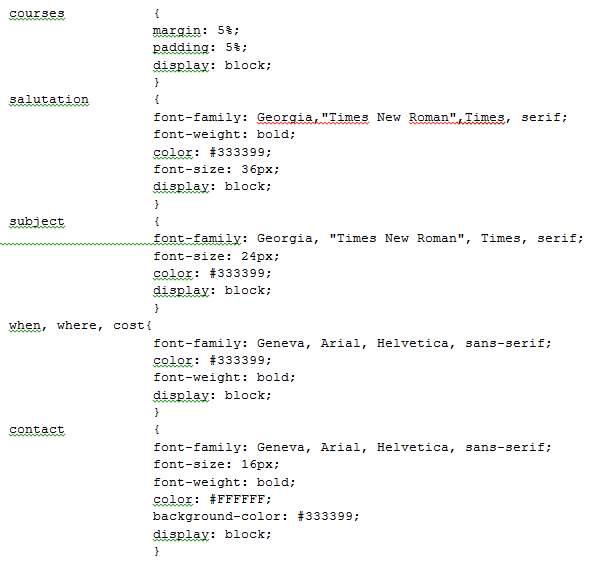 courses {
margin: 5%;
padding: 5%;
display: block;
}
salutation {
font-family: Georgia,"Times New Roman",Times, serif;
font-weight: bold;
color: #333399;
font-size: 36px;
display: block;
}
subject {
font-family: Georgia, "Times New Roman", Times, serif;
font-size: 24px;
color: #333399;
display: block;
}
when, where, cost{
font-family: Geneva, Arial, Helvetica, sans-serif;
color: #333399;
font-weight: bold;
display: block;
}
contact {
font-family: Geneva, Arial, Helvetica, sans-serif;
font-size: 16px;
font-weight: bold;
color: #FFFFFF;
background-color: #333399;
display: block;
}